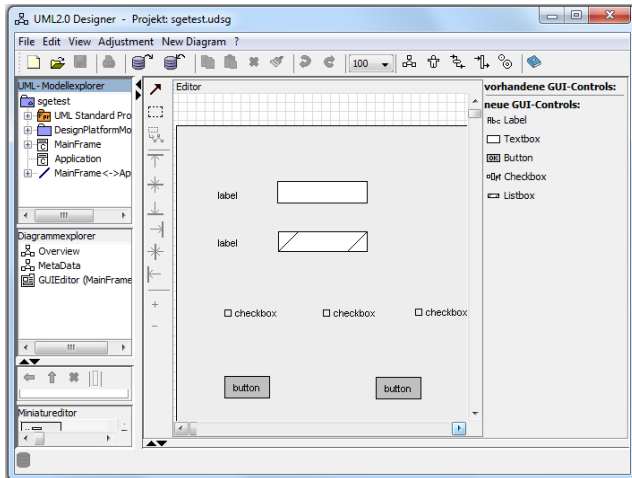 UML2.0 Designer - Projekt: sgetest.udsg
File Edit View Adjustment New Diagram ?
100
UML-Modellexplorer
sgetest
UML Standard Pro
DesignPlatformMo
MainFrame
Application
MainFrame<->Ap
Diagrammexplorer
Overview
MetaData
GUIEditor (MainFrame
Miniatureditor
Editor
label
label
checkbox checkbox checkbox
button button
vorhandene GUI-Controls:
neue GUI-Controls:
Label
Textbox
OK Button
Checkbox
Listbox